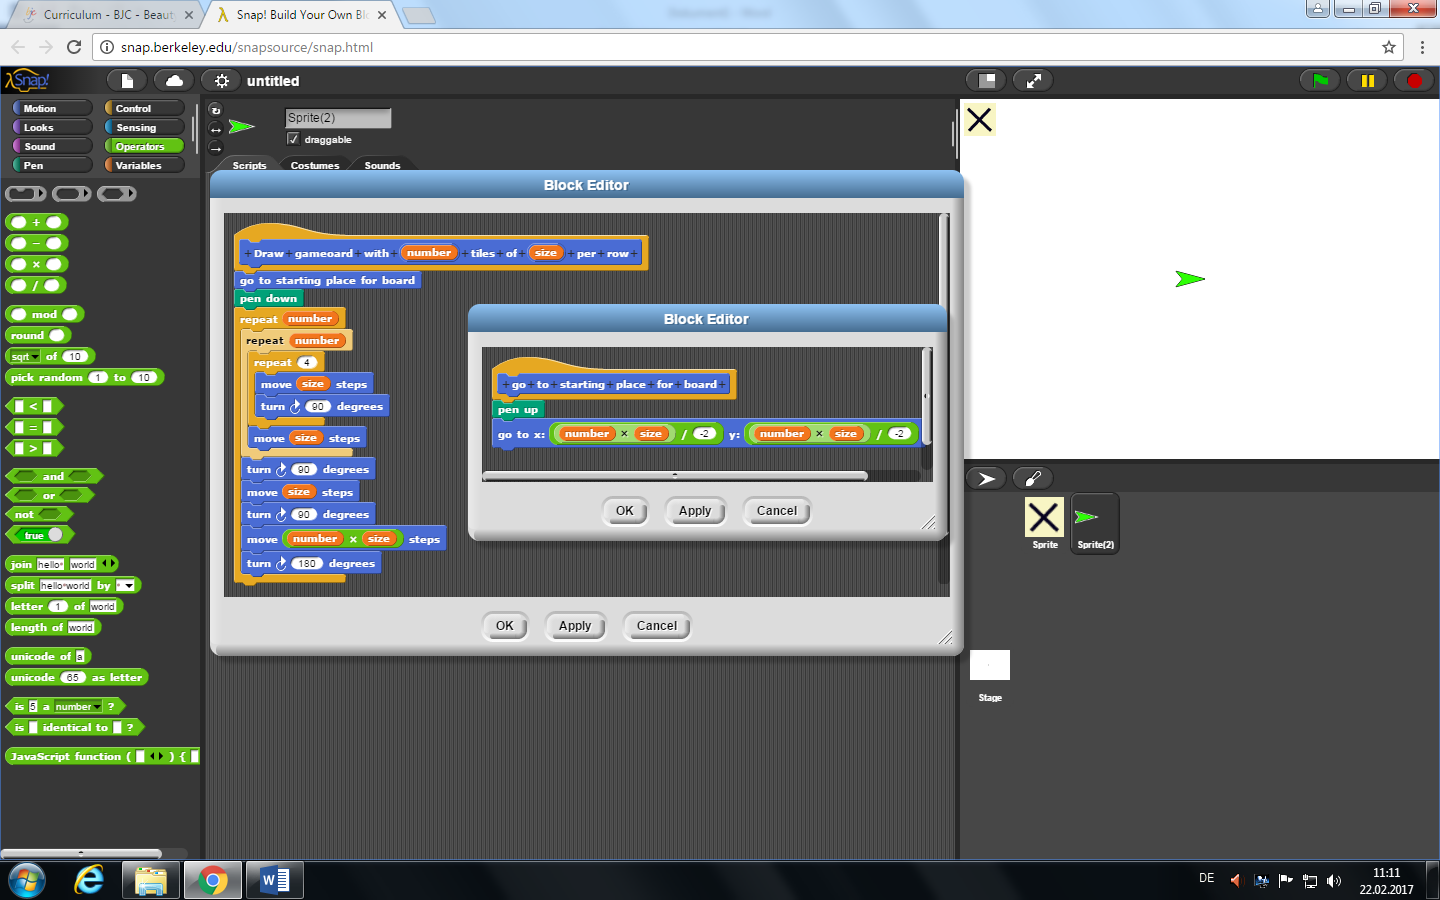 Curriculum - BJC - Beaut
Snap! Build Your Own Bl
snap.berkeley.edu/snapsource/snap.html
Snap!
untitled
Motion
Control
Looks
Sensing
Sound
Operators
Pen
Variables
Sprite(2)
draggable
Scripts
Costumes
Sounds
+
−
×
/
mod
round
sqrt of 10
pick random 1 to 10
<
=
>
and
or
not
true
join hello world
split hello world by
letter 1 of world
length of world
unicode of a
unicode 65 as letter
is 5 a number ?
is identical to ?
JavaScript function ( ) {
Block Editor
+ Draw + gameoard + with + number + tiles + of + size + per + row +
go to starting place for board
pen down
repeat number
repeat number
repeat 4
move size steps
turn 90 degrees
move size steps
turn 90 degrees
move size steps
turn 90 degrees
move number × size steps
turn 180 degrees
OK
Apply
Cancel
Block Editor
+ go + to + starting + place + for + board +
pen up
go to x: number × size / -2 y: number × size / -2
OK
Apply
Cancel
Sprite
Sprite(2)
Stage
DE
11:11
22.02.2017